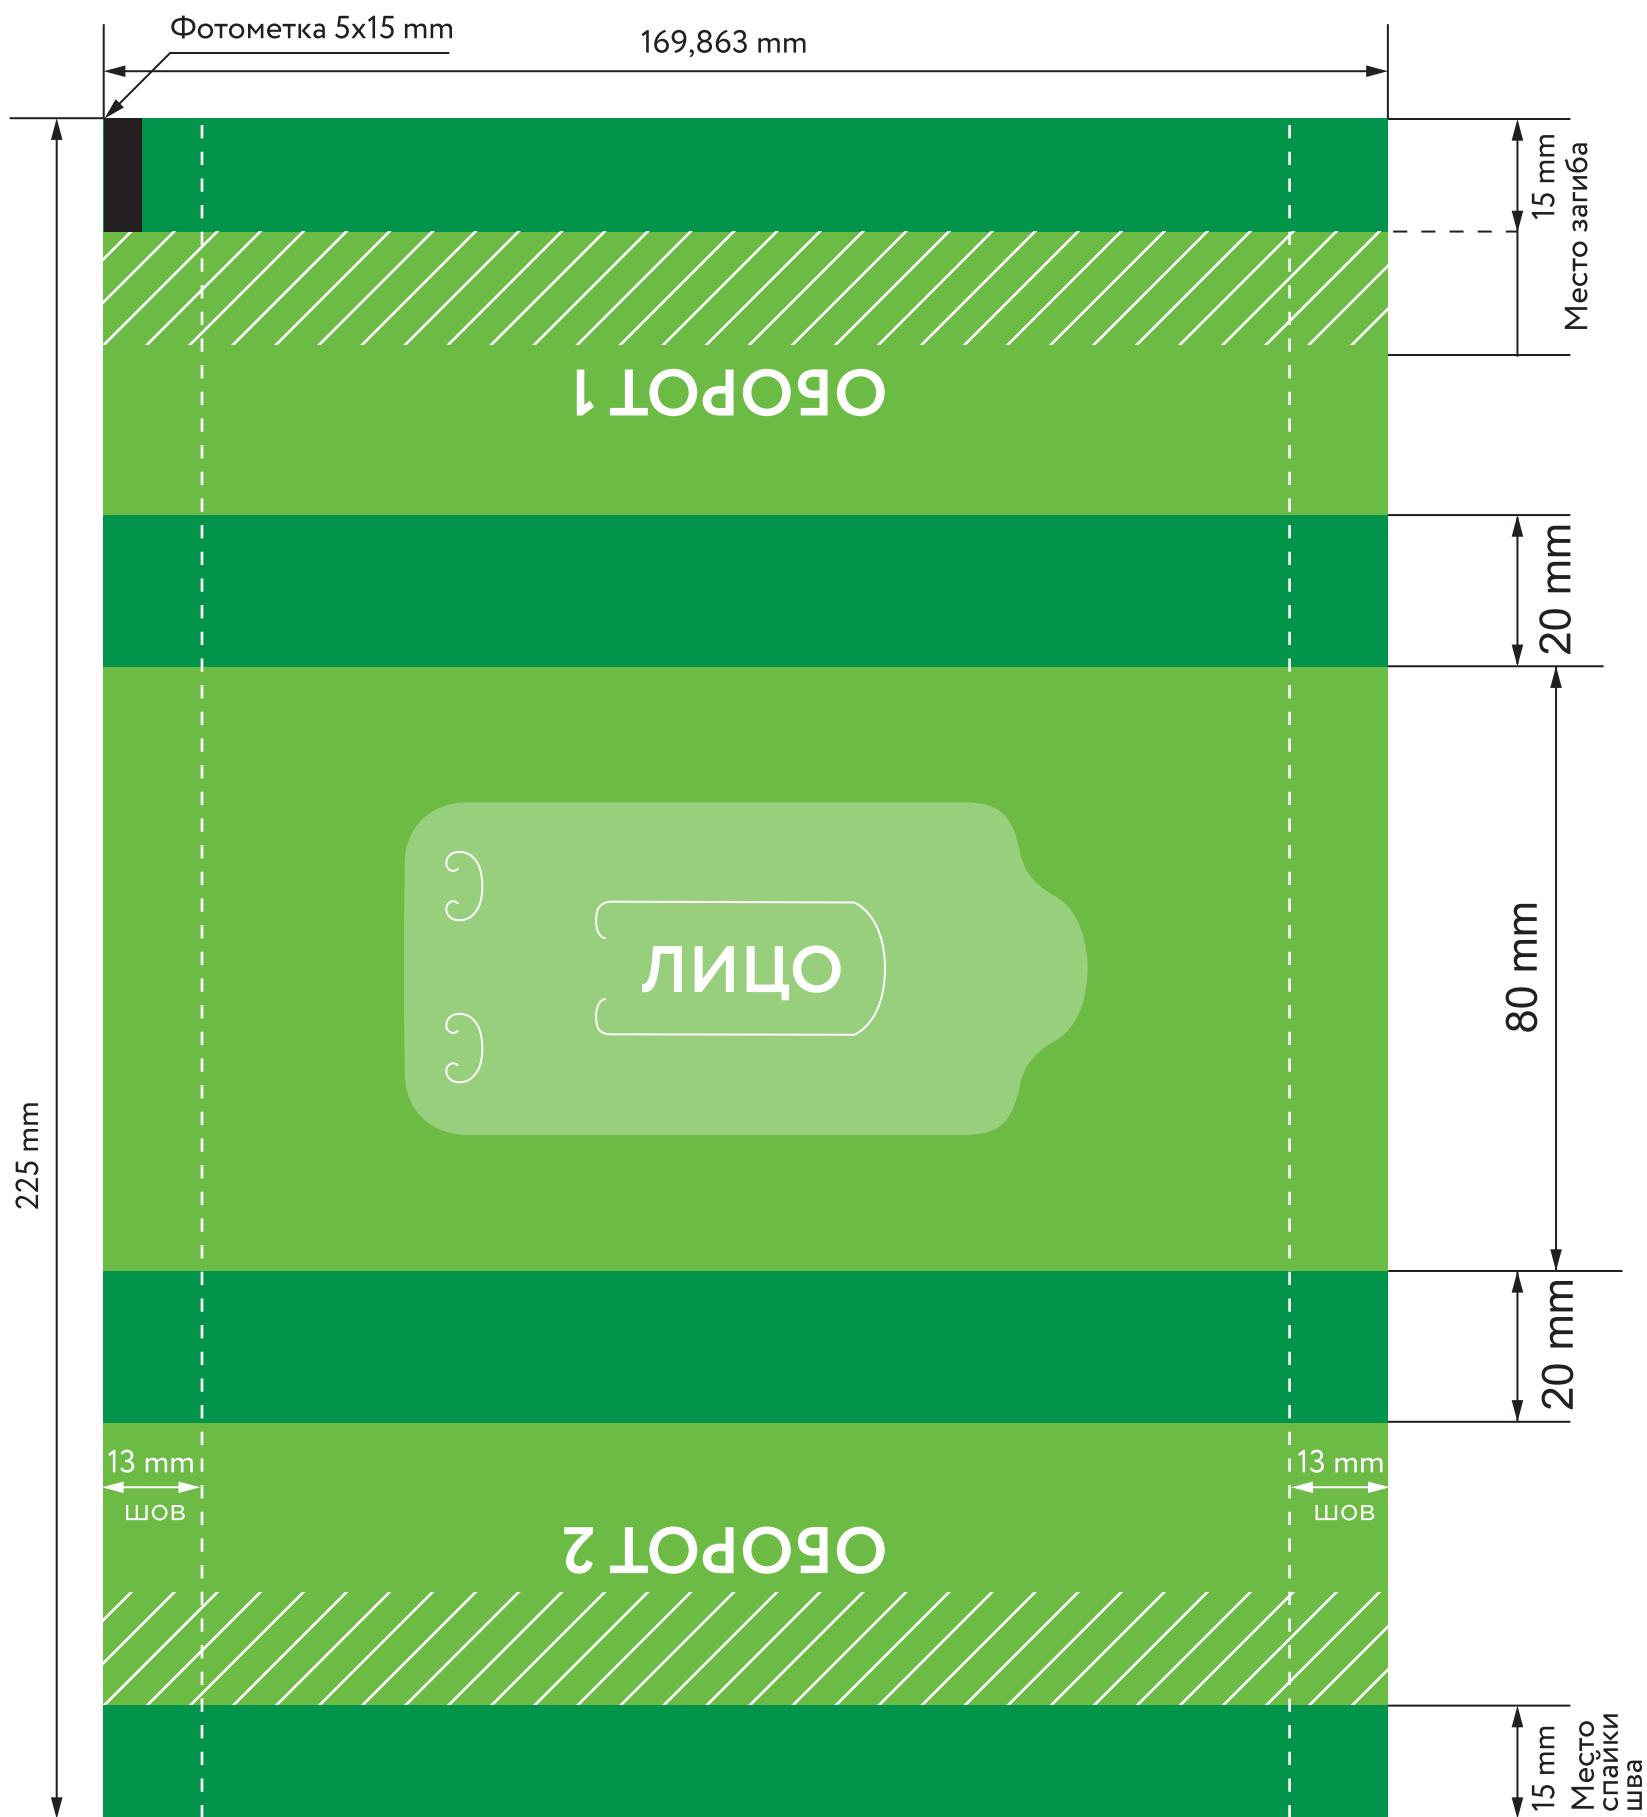 Фотометка 5x15 mm
169,863 mm
15 mm
Место загиба
ОБОРОТ 1
20 mm
ЛИЦО
80 mm
225 mm
20 mm
13 mm
шов
13 mm
шов
ОБОРОТ 2
15 mm
Место
спайки
шва